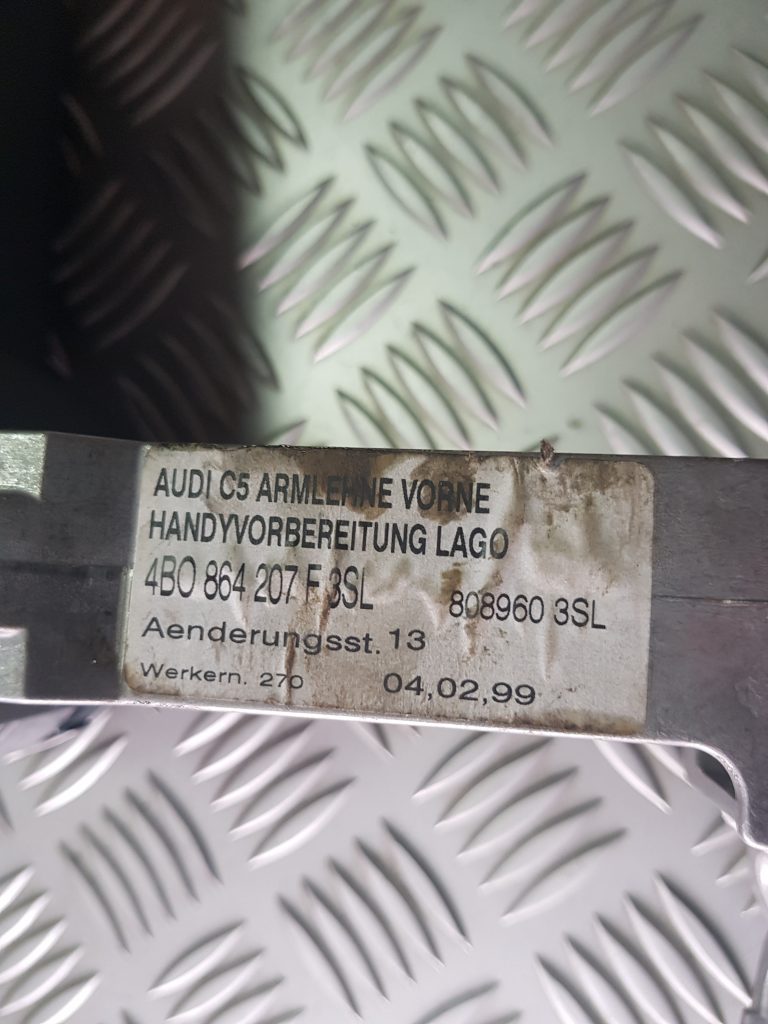 AUDI C5 ARMLEHNE VORNE
HANDYVORBEREITUNG LAGO
4B0 864 207 F 3SL 808960 3SL
Aenderungsst. 13
Werkern. 270 04,02,99